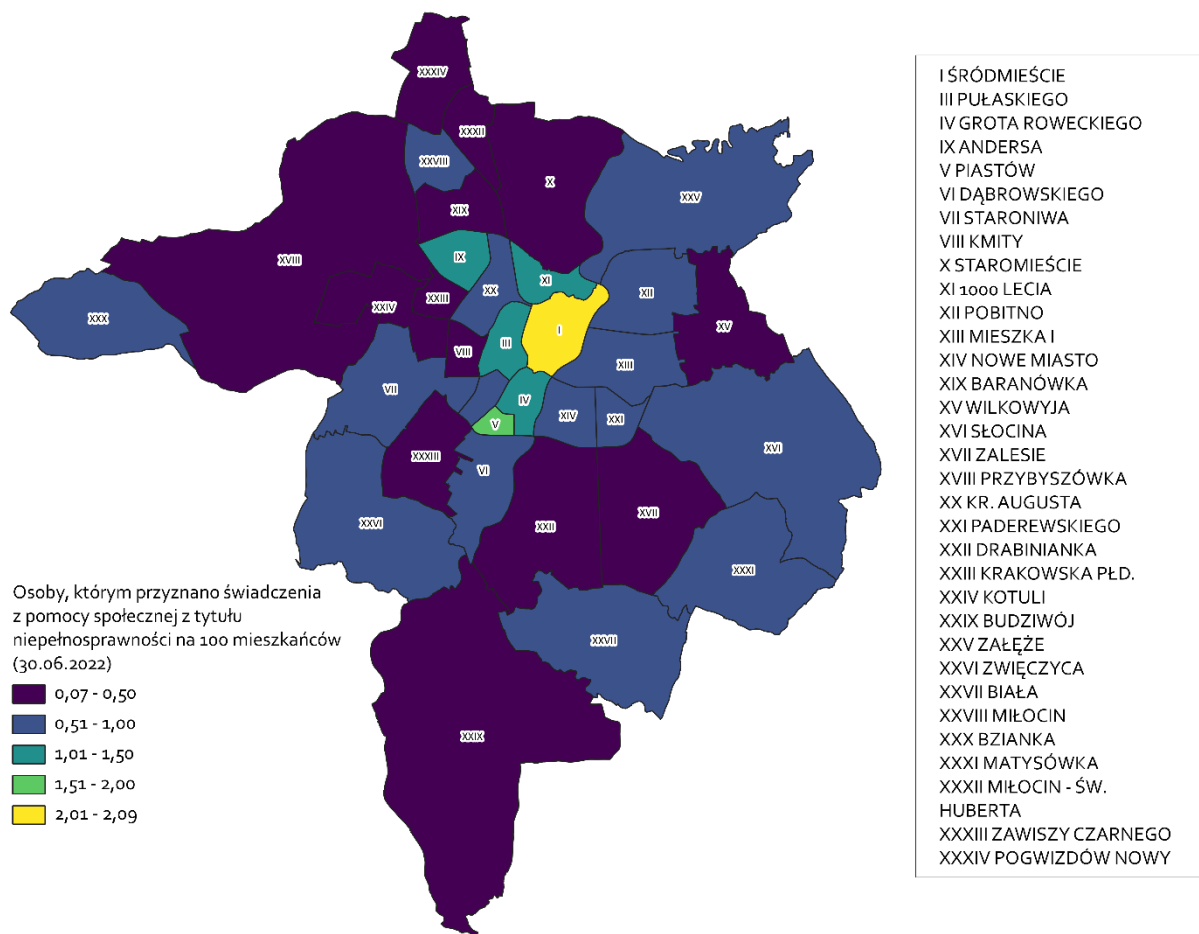 XXXIV
XXXII
XXVIII
X
XXV
XIX
XVIII
IX
XI
XX
XII
XXIII
XXIV
XXX
I
XV
III
VIII
XIII
VII
IV
XIV
XXI
V
XVI
XXXIII
VI
XXII
XVII
XXVI
XXXI
XXVII
XXIX
Osoby, którym przyznano świadczenia
z pomocy społecznej z tytułu
niepełnosprawności na 100 mieszkańców
(30.06.2022)
0,07 - 0,50
0,51 - 1,00
1,01 - 1,50
1,51 - 2,00
2,01 - 2,09
I ŚRÓDMIEŚCIE
III PUŁASKIEGO
IV GROTA ROWECKIEGO
IX ANDERSA
V PIASTÓW
VI DĄBROWSKIEGO
VII STARONIWA
VIII KMITY
X STAROMIEŚCIE
XI 1000 LECIA
XII POBITNO
XIII MIESZKA I
XIV NOWE MIASTO
XIX BARANÓWKA
XV WILKOWYJA
XVI SŁOCINA
XVII ZALESIE
XVIII PRZYBYSZÓWKA
XX KR. AUGUSTA
XXI PADEREWSKIEGO
XXII DRABINIANKA
XXIII KRAKOWSKA PŁD.
XXIV KOTULI
XXIX BUDZIWÓJ
XXV ZAŁĘŻE
XXVI ZWIĘCZYCA
XXVII BIAŁA
XXVIII MIŁOCIN
XXX BZIANKA
XXXI MATYSÓWKA
XXXII MIŁOCIN - ŚW.
HUBERTA
XXXIII ZAWISZY CZARNEGO
XXXIV POGWIZDÓW NOWY